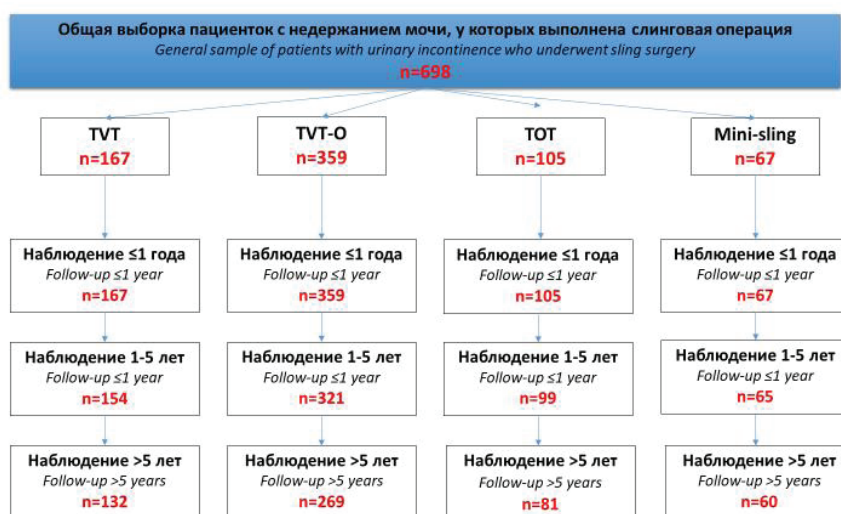 Общая выборка пациенток с недержанием мочи, у которых выполнена слинговая операция
General sample of patients with urinary incontinence who underwent sling surgery
n=698
TVT
n=167
TVT-O
n=359
TOT
n=105
Mini-sling
n=67
Наблюдение ≤1 года
Follow-up ≤1 year
n=167
Наблюдение ≤1 года
Follow-up ≤1 year
n=359
Наблюдение ≤1 года
Follow-up ≤1 year
n=105
Наблюдение ≤1 года
Follow-up ≤1 year
n=67
Наблюдение 1-5 лет
Follow-up ≤1 year
n=154
Наблюдение 1-5 лет
Follow-up ≤1 year
n=321
Наблюдение 1-5 лет
Follow-up ≤1 year
n=99
Наблюдение 1-5 лет
Follow-up ≤1 year
n=65
Наблюдение >5 лет
Follow-up >5 years
n=132
Наблюдение >5 лет
Follow-up >5 years
n=269
Наблюдение >5 лет
Follow-up >5 years
n=81
Наблюдение >5 лет
Follow-up >5 years
n=60